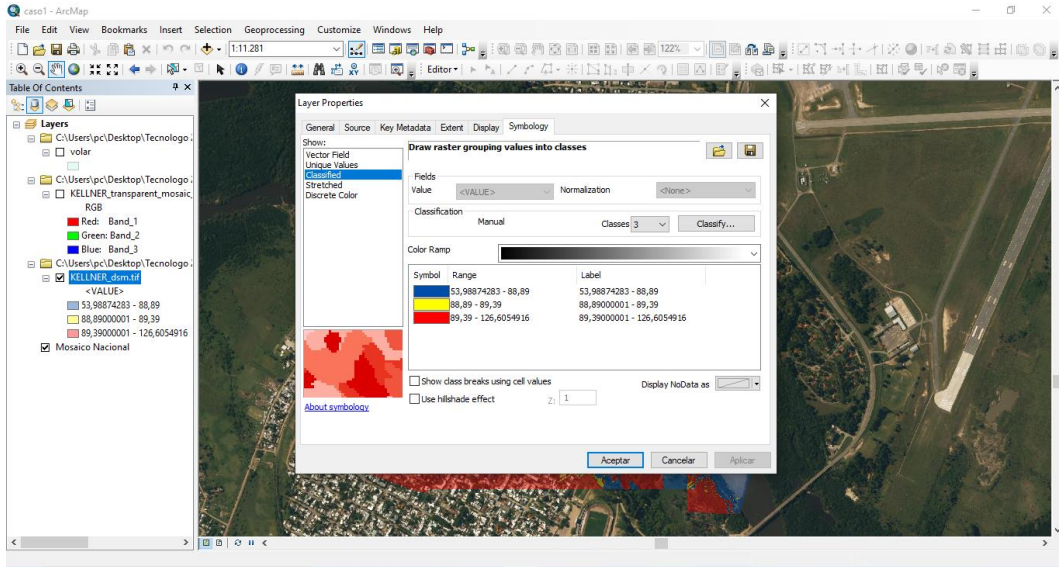 caso1 - ArcMap
File Edit View Bookmarks Insert Selection Geoprocessing Customize Windows Help
1:11.281
122%
Editor
Table Of Contents
Layers
C:\Users\pc\Desktop\Tecnologo
volar
C:\Users\pc\Desktop\Tecnologo
KELLNER_transparent_mosaic_
RGB
Red: Band_1
Green: Band_2
Blue: Band_3
C:\Users\pc\Desktop\Tecnologo
KELLNER_dsm.tif
<VALUE>
53,98874283 - 88,89
88,89000001 - 89,39
89,39000001 - 126,6054916
Mosaico Nacional
Layer Properties
General Source Key Metadata Extent Display Symbology
Show:
Vector Field
Unique Values
Classified
Stretched
Discrete Color
About symbology
Draw raster grouping values into classes
Fields
Value <VALUE> Normalization <None>
Classification
Manual Classes 3 Classify...
Color Ramp
Symbol Range Label
53,98874283 - 88,89 53,98874283 - 88,89
88,89 - 89,39 88,89000001 - 89,39
89,39 - 126,6054916 89,39000001 - 126,6054916
Show class breaks using cell values Display NoData as
Use hillshade effect Z: 1
Aceptar Cancelar Aplicar